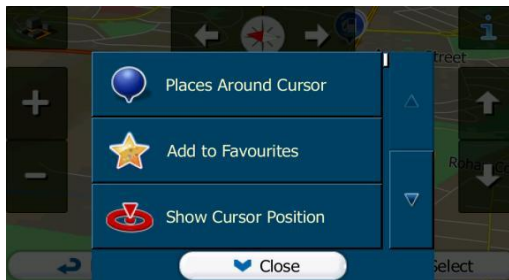 Street
Places Around Cursor
Add to Favourites
Show Cursor Position
Close
Select